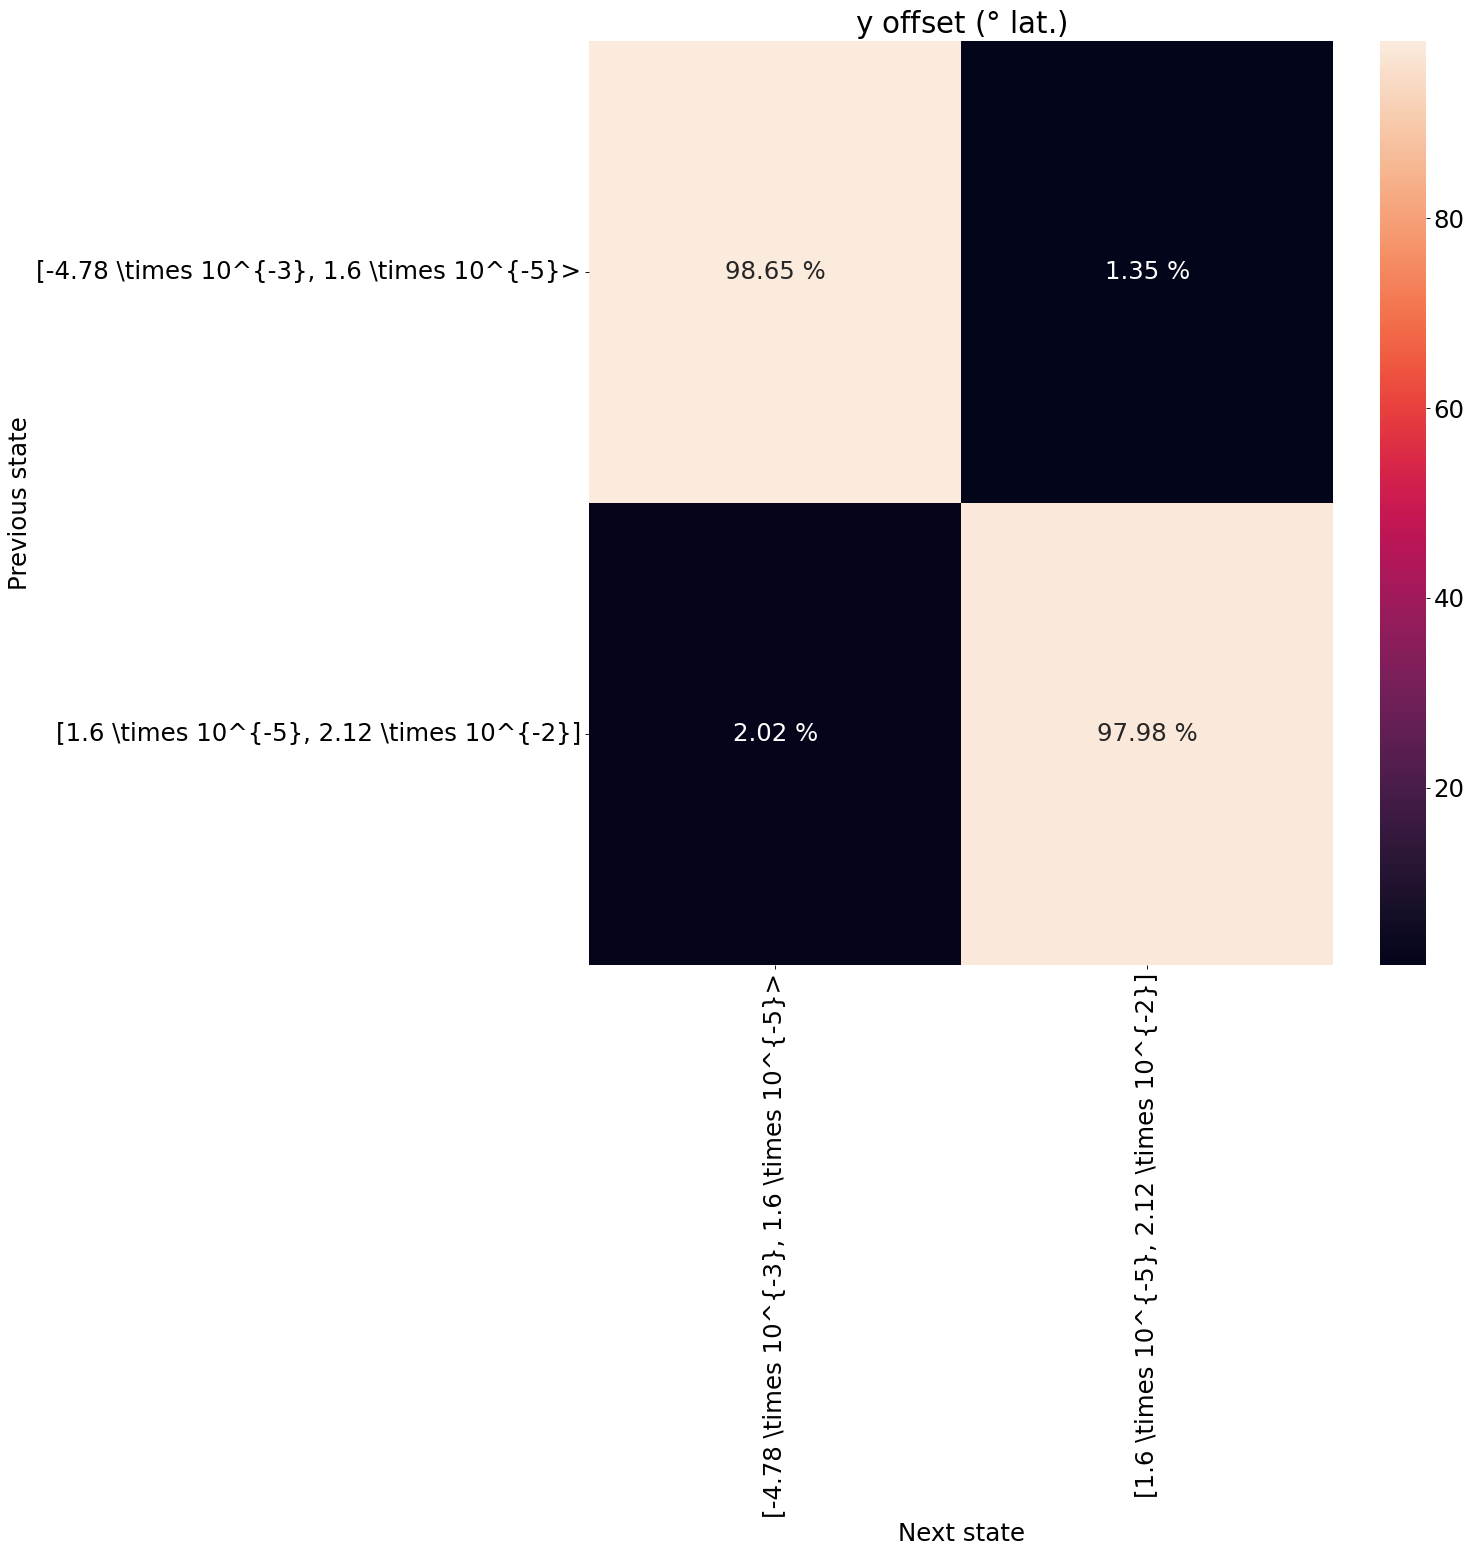 y offset (° lat.)
Previous state
[-4.78 \times 10^{-3}, 1.6 \times 10^{-5}>
98.65 %
1.35 %
[1.6 \times 10^{-5}, 2.12 \times 10^{-2}]
2.02 %
97.98 %
80
60
40
20
[-4.78 \times 10^{-3}, 1.6 \times 10^{-5}>
[1.6 \times 10^{-5}, 2.12 \times 10^{-2}]
Next state